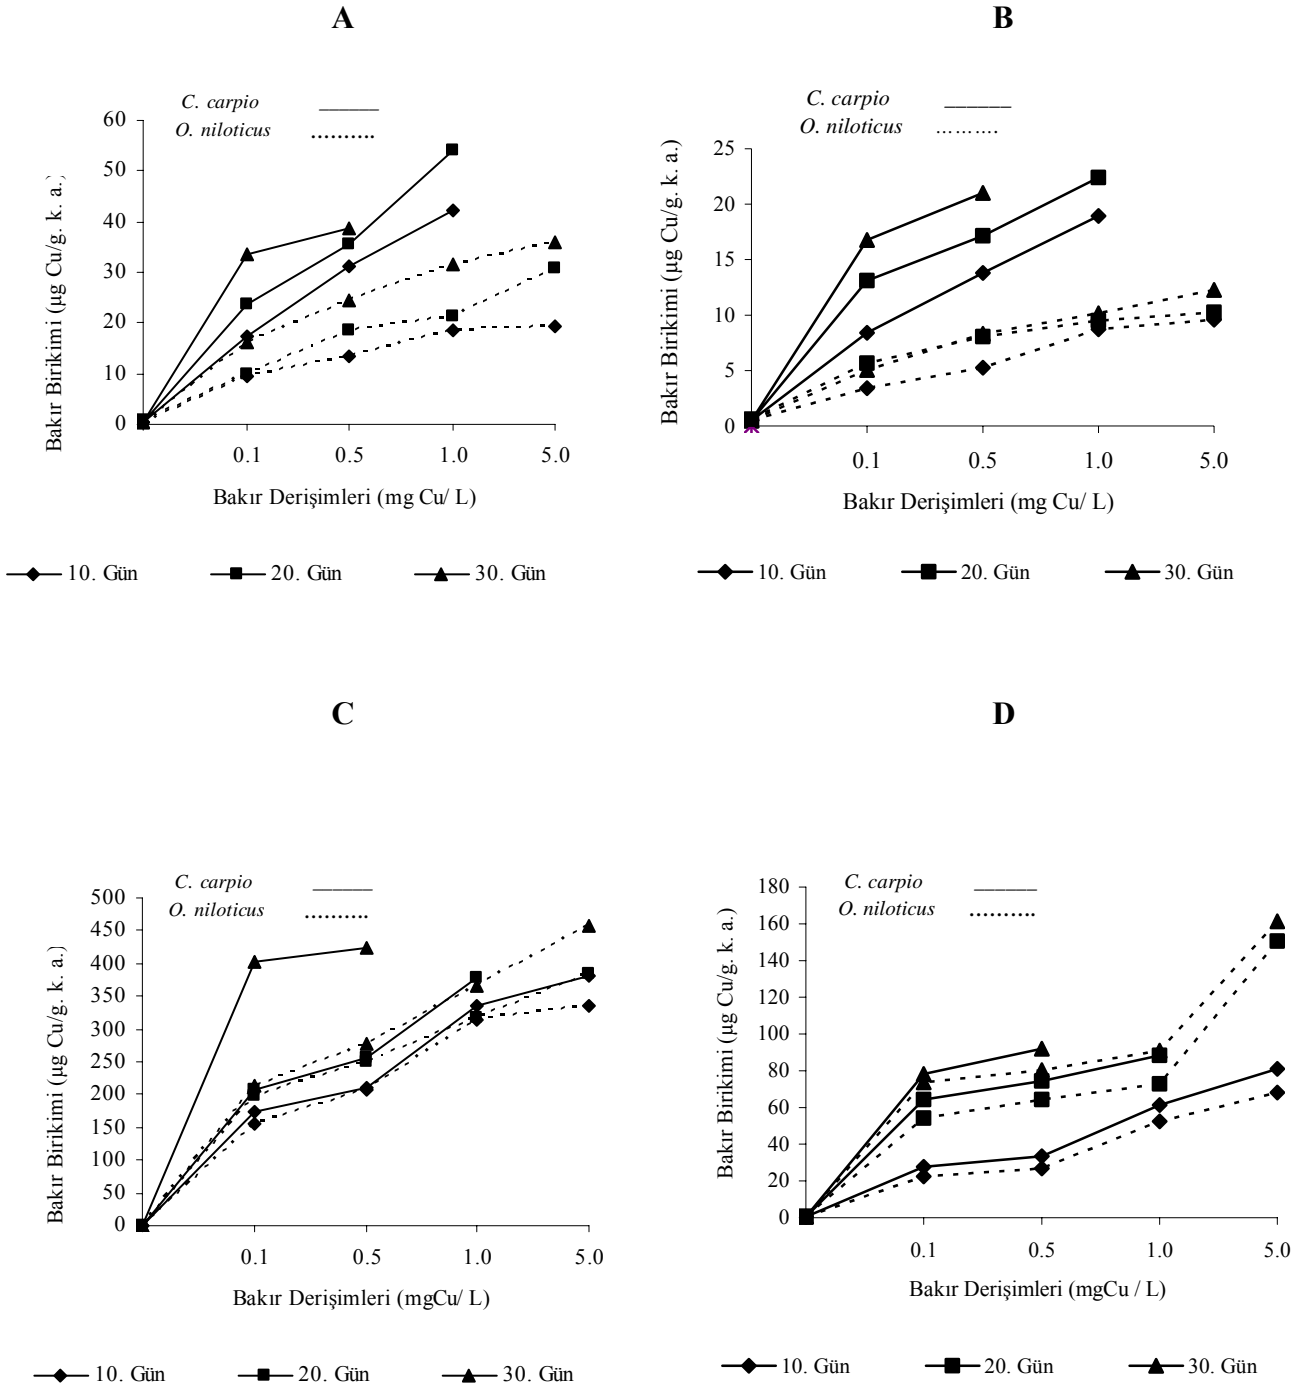 A
C. carpio ______
O. niloticus ..........
Bakır Birikimi (µg Cu/g. k. a.)
60
50
40
30
20
10
0
0.1 0.5 1.0 5.0
Bakır Derişimleri (mg Cu/ L)
10. Gün 20. Gün 30. Gün
B
C. carpio ______
O. niloticus ..........
Bakır Birikimi (µg Cu/g. k. a.)
25
20
15
10
5
0
0.1 0.5 1.0 5.0
Bakır Derişimleri (mg Cu/ L)
10. Gün 20. Gün 30. Gün
C
C. carpio ______
O. niloticus ..........
Bakır Birikimi (µg Cu/g. k. a.)
500
450
400
350
300
250
200
150
100
50
0
0.1 0.5 1.0 5.0
Bakır Derişimleri (mgCu/ L)
10. Gün 20. Gün 30. Gün
D
C. carpio ______
O. niloticus ..........
Bakır Birikimi (µg Cu/g. k. a.)
180
160
140
120
100
80
60
40
20
0
0.1 0.5 1.0 5.0
Bakır Derişimleri (mgCu / L)
10. Gün 20. Gün 30. Gün